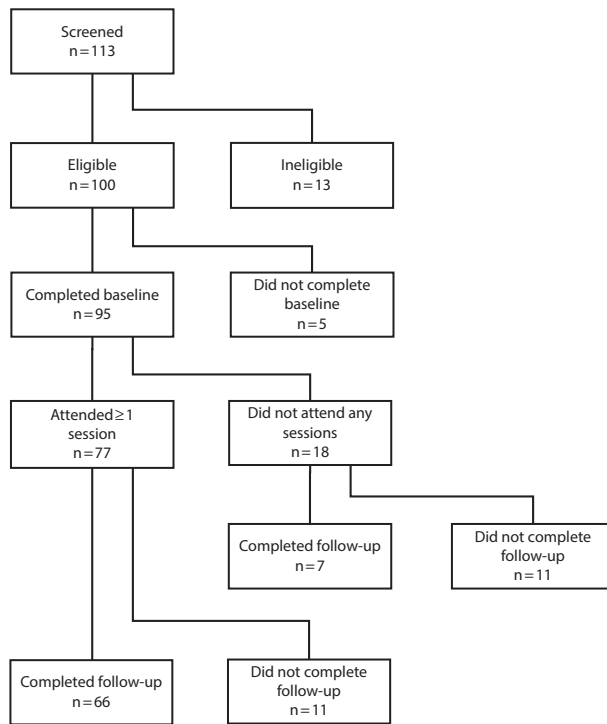 Screened
n=113
Eligible
n=100
Ineligible
n=13
Completed baseline
n=95
Did not complete
baseline
n=5
Attended≥1
session
n=77
Did not attend any
sessions
n=18
Completed follow-up
n=7
Did not complete
follow-up
n=11
Completed follow-up
n=66
Did not complete
follow-up
n=11